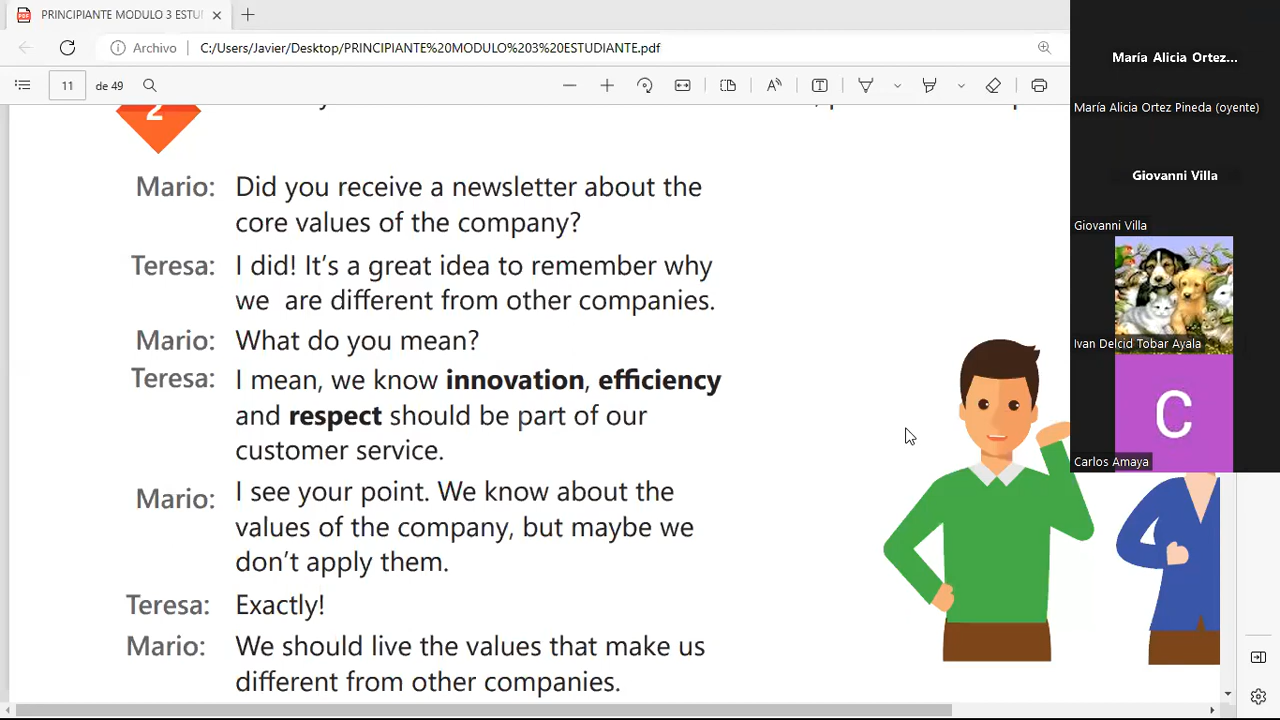 PRINCIPIANTE MODULO 3 ESTU
Archivo
C:/Users/Javier/Desktop/PRINCIPIANTE%20MODULO%203%20ESTUDIANTE.pdf
11 de 49
2
Mario: Did you receive a newsletter about the
core values of the company?
Teresa: I did! It's a great idea to remember why
we are different from other companies.
Mario: What do you mean?
Teresa: I mean, we know innovation, efficiency
and respect should be part of our
customer service.
Mario: I see your point. We know about the
values of the company, but maybe we
don't apply them.
Teresa: Exactly!
Mario: We should live the values that make us
different from other companies.
María Alicia Ortez...
María Alicia Ortez Pineda (oyente)
Giovanni Villa
Giovanni Villa
Ivan Delcid Tobar Ayala
C
Carlos Amaya